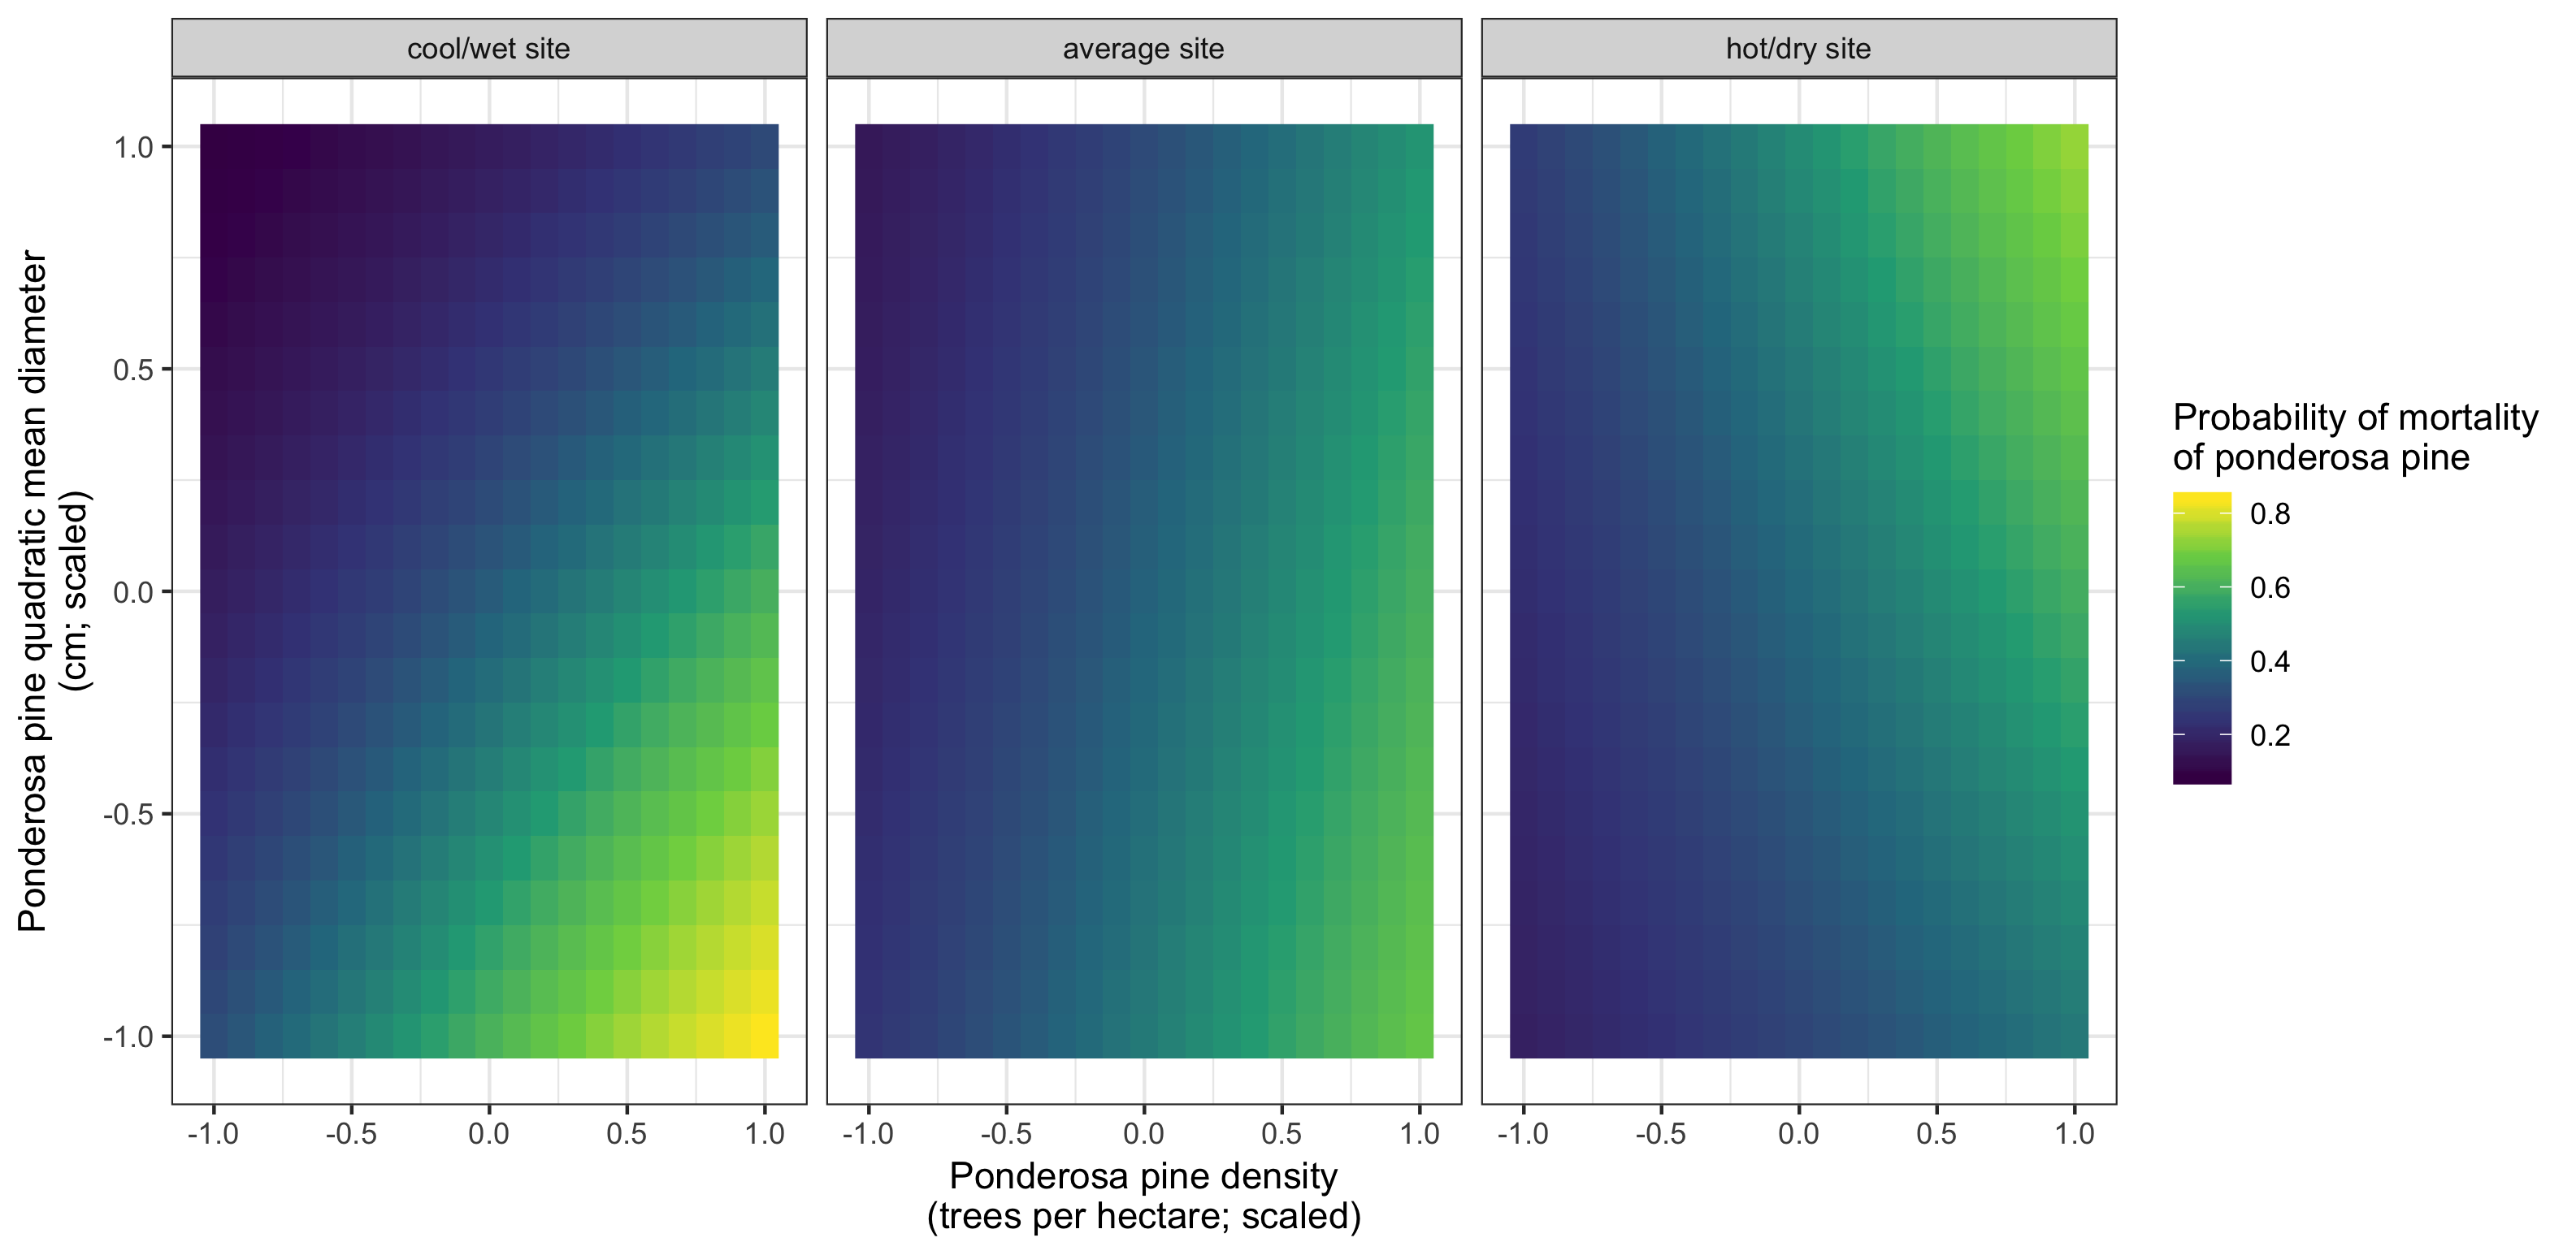 cool/wet site
average site
hot/dry site
Ponderosa pine quadratic mean diameter
(cm; scaled)
1.0
0.5
0.0
-0.5
-1.0
-1.0 -0.5 0.0 0.5 1.0
-1.0 -0.5 0.0 0.5 1.0
-1.0 -0.5 0.0 0.5 1.0
Ponderosa pine density
(trees per hectare; scaled)
Probability of mortality
of ponderosa pine
0.8
0.6
0.4
0.2